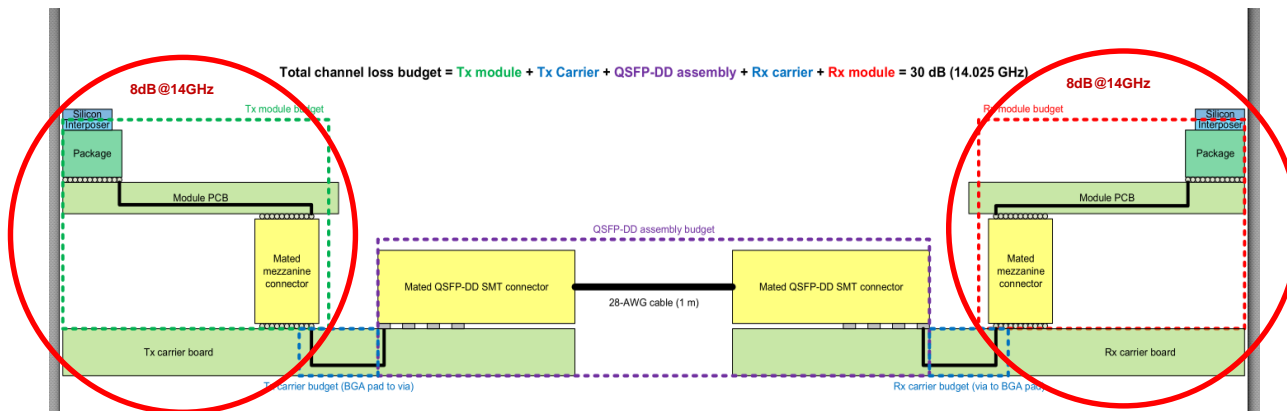 Total channel loss budget = Tx module + Tx Carrier + QSFP-DD assembly + Rx carrier + Rx module = 30 dB (14.025 GHz)
8dB@14GHz
8dB@14GHz
Tx module budget
Rx module budget
Silicon
Interposer
Silicon
Interposer
Package
Package
Module PCB
Module PCB
QSFP-DD assembly budget
Mated
mezzanine
connector
Mated QSFP-DD SMT connector
28-AWG cable (1 m)
Mated QSFP-DD SMT connector
Mated
mezzanine
connector
Tx carrier board
Rx carrier board
Tx carrier budget (BGA pad to via)
Rx carrier budget (via to BGA pad)